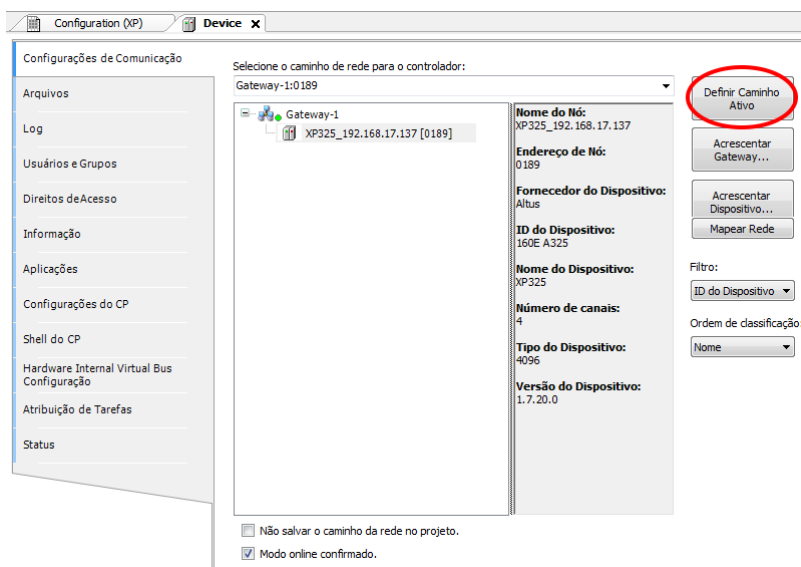 Configuration (XP)
Device
Configurações de Comunicação
Arquivos
Log
Usuários e Grupos
Direitos deAcesso
Informação
Aplicações
Configurações do CP
Shell do CP
Hardware Internal Virtual Bus
Configuração
Atribuição de Tarefas
Status
Selecione o caminho de rede para o controlador:
Gateway-1:0189
Gateway-1
XP325_192.168.17.137 [0189]
Nome do Nó:
XP325_192.168.17.137
Endereço de Nó:
0189
Fornecedor do Dispositivo:
Altus
ID do Dispositivo:
160E A325
Nome do Dispositivo:
XP325
Número de canais:
4
Tipo do Dispositivo:
4096
Versão do Dispositivo:
1.7.20.0
Definir Caminho
Ativo
Acrescentar
Gateway...
Acrescentar
Dispositivo...
Mapear Rede
Filtro:
ID do Dispositivo
Ordem de classificação:
Nome
Não salvar o caminho da rede no projeto.
Modo online confirmado.